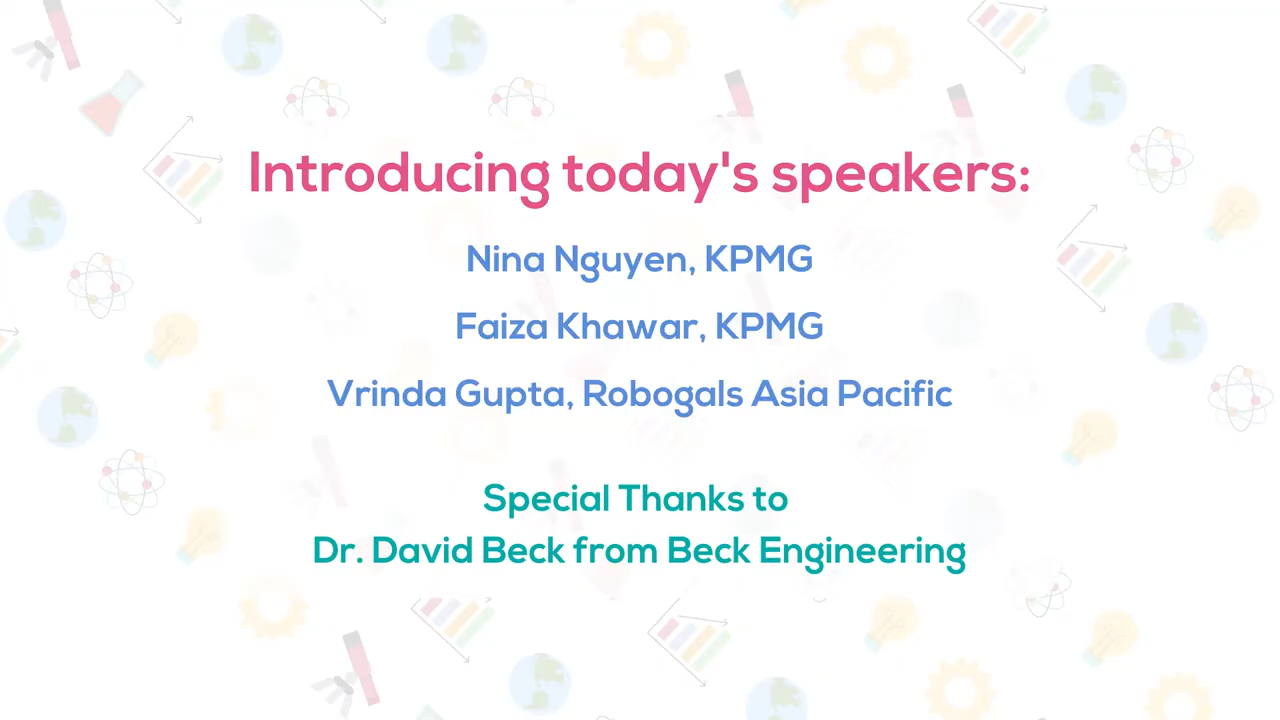 Introducing today's speakers:
Nina Nguyen, KPMG
Faiza Khawar, KPMG
Vrinda Gupta, Robogals Asia Pacific
Special Thanks to
Dr. David Beck from Beck Engineering